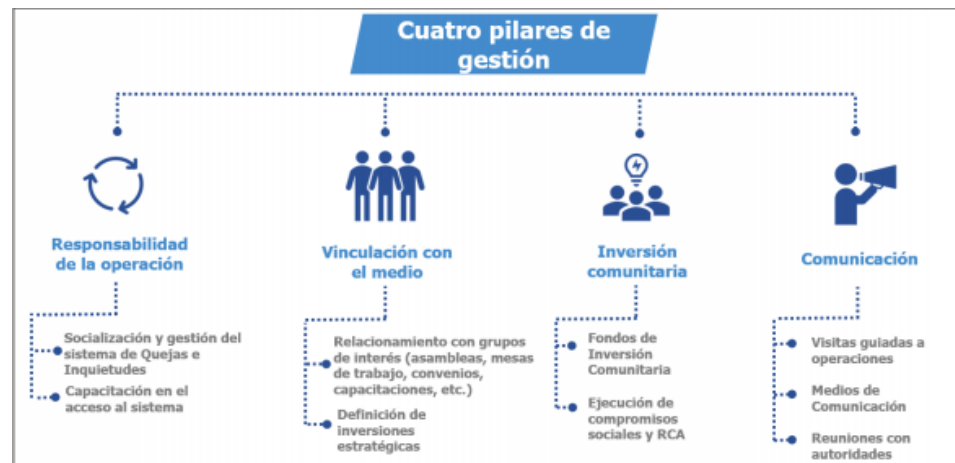 Cuatro pilares de
gestión
Responsabilidad
de la operación
Socialización y gestión del
sistema de Quejas e
Inquietudes
Capacitación en el
acceso al sistema
Vinculación con
el medio
Relacionamiento con grupos
de interés (asambleas, mesas
de trabajo, convenios,
capacitaciones, etc.)
Definición de
inversiones
estratégicas
Inversión
comunitaria
Fondos de
Inversión
Comunitaria
Ejecución de
compromisos
sociales y RCA
Comunicación
Visitas guiadas a
operaciones
Medios de
Comunicación
Reuniones con
autoridades